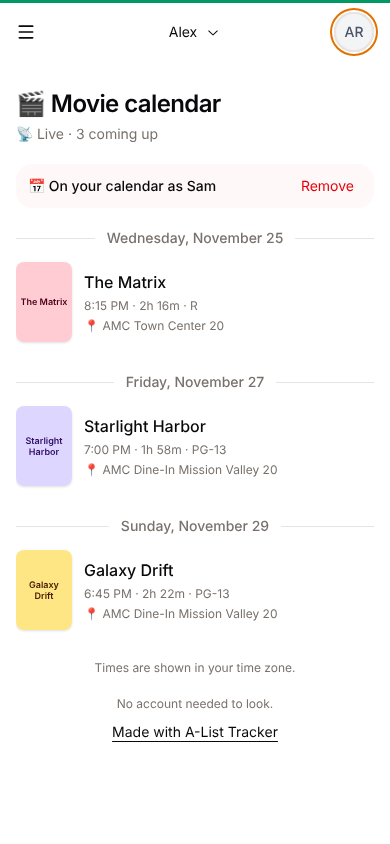 Alex
AR
🎬 Movie calendar
📡 Live · 3 coming up
📅 On your calendar as Sam
Remove
Wednesday, November 25
The Matrix
The Matrix
8:15 PM · 2h 16m · R
📍 AMC Town Center 20
Friday, November 27
Starlight
Harbor
Starlight Harbor
7:00 PM · 1h 58m · PG-13
📍 AMC Dine-In Mission Valley 20
Sunday, November 29
Galaxy
Drift
Galaxy Drift
6:45 PM · 2h 22m · PG-13
📍 AMC Dine-In Mission Valley 20
Times are shown in your time zone.
No account needed to look.
Made with A-List Tracker